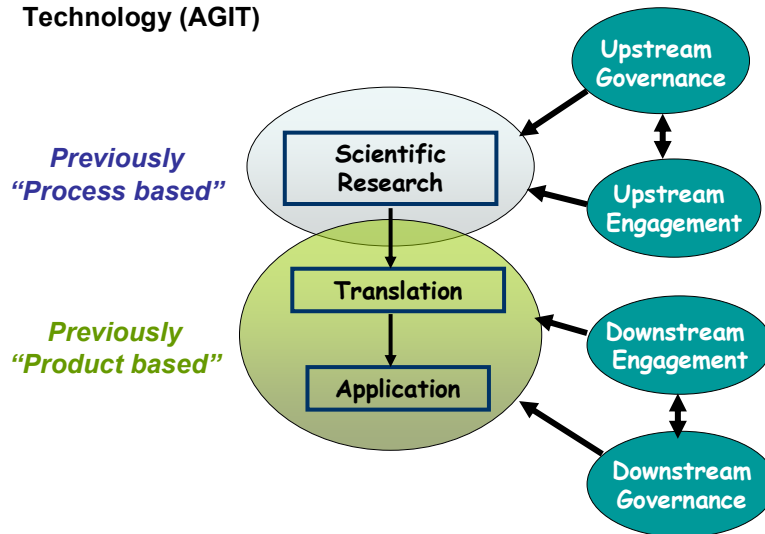 Technology (AGIT)
Upstream
Governance
Previously
“Process based”
Scientific
Research
Upstream
Engagement
Translation
Previously
“Product based”
Downstream
Engagement
Application
Downstream
Governance